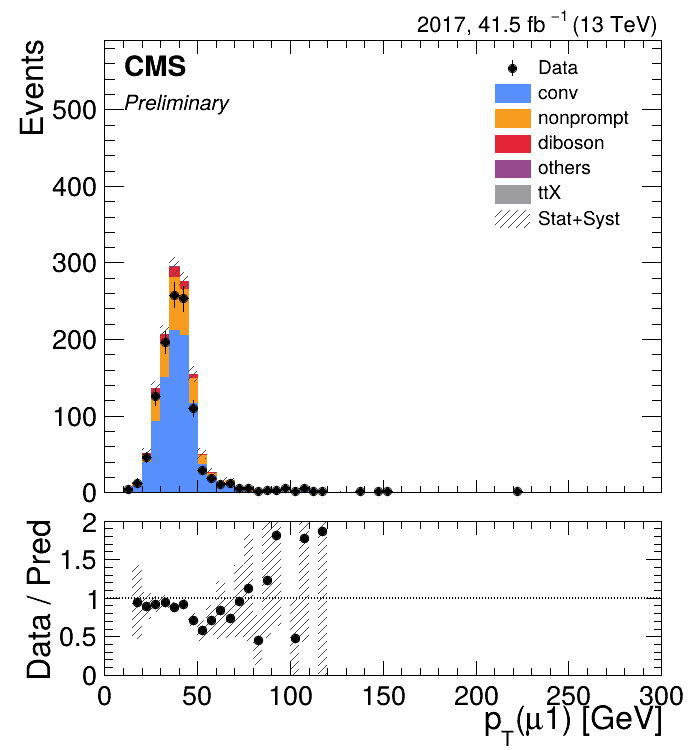 2017, 41.5 fb⁻¹ (13 TeV)
CMS
Preliminary
Data
conv
nonprompt
diboson
others
ttX
Stat+Syst
Events
500
400
300
200
100
0
Data / Pred
2
1.5
1
0.5
0
0 50 100 150 200 250 300
p_T(μ1) [GeV]